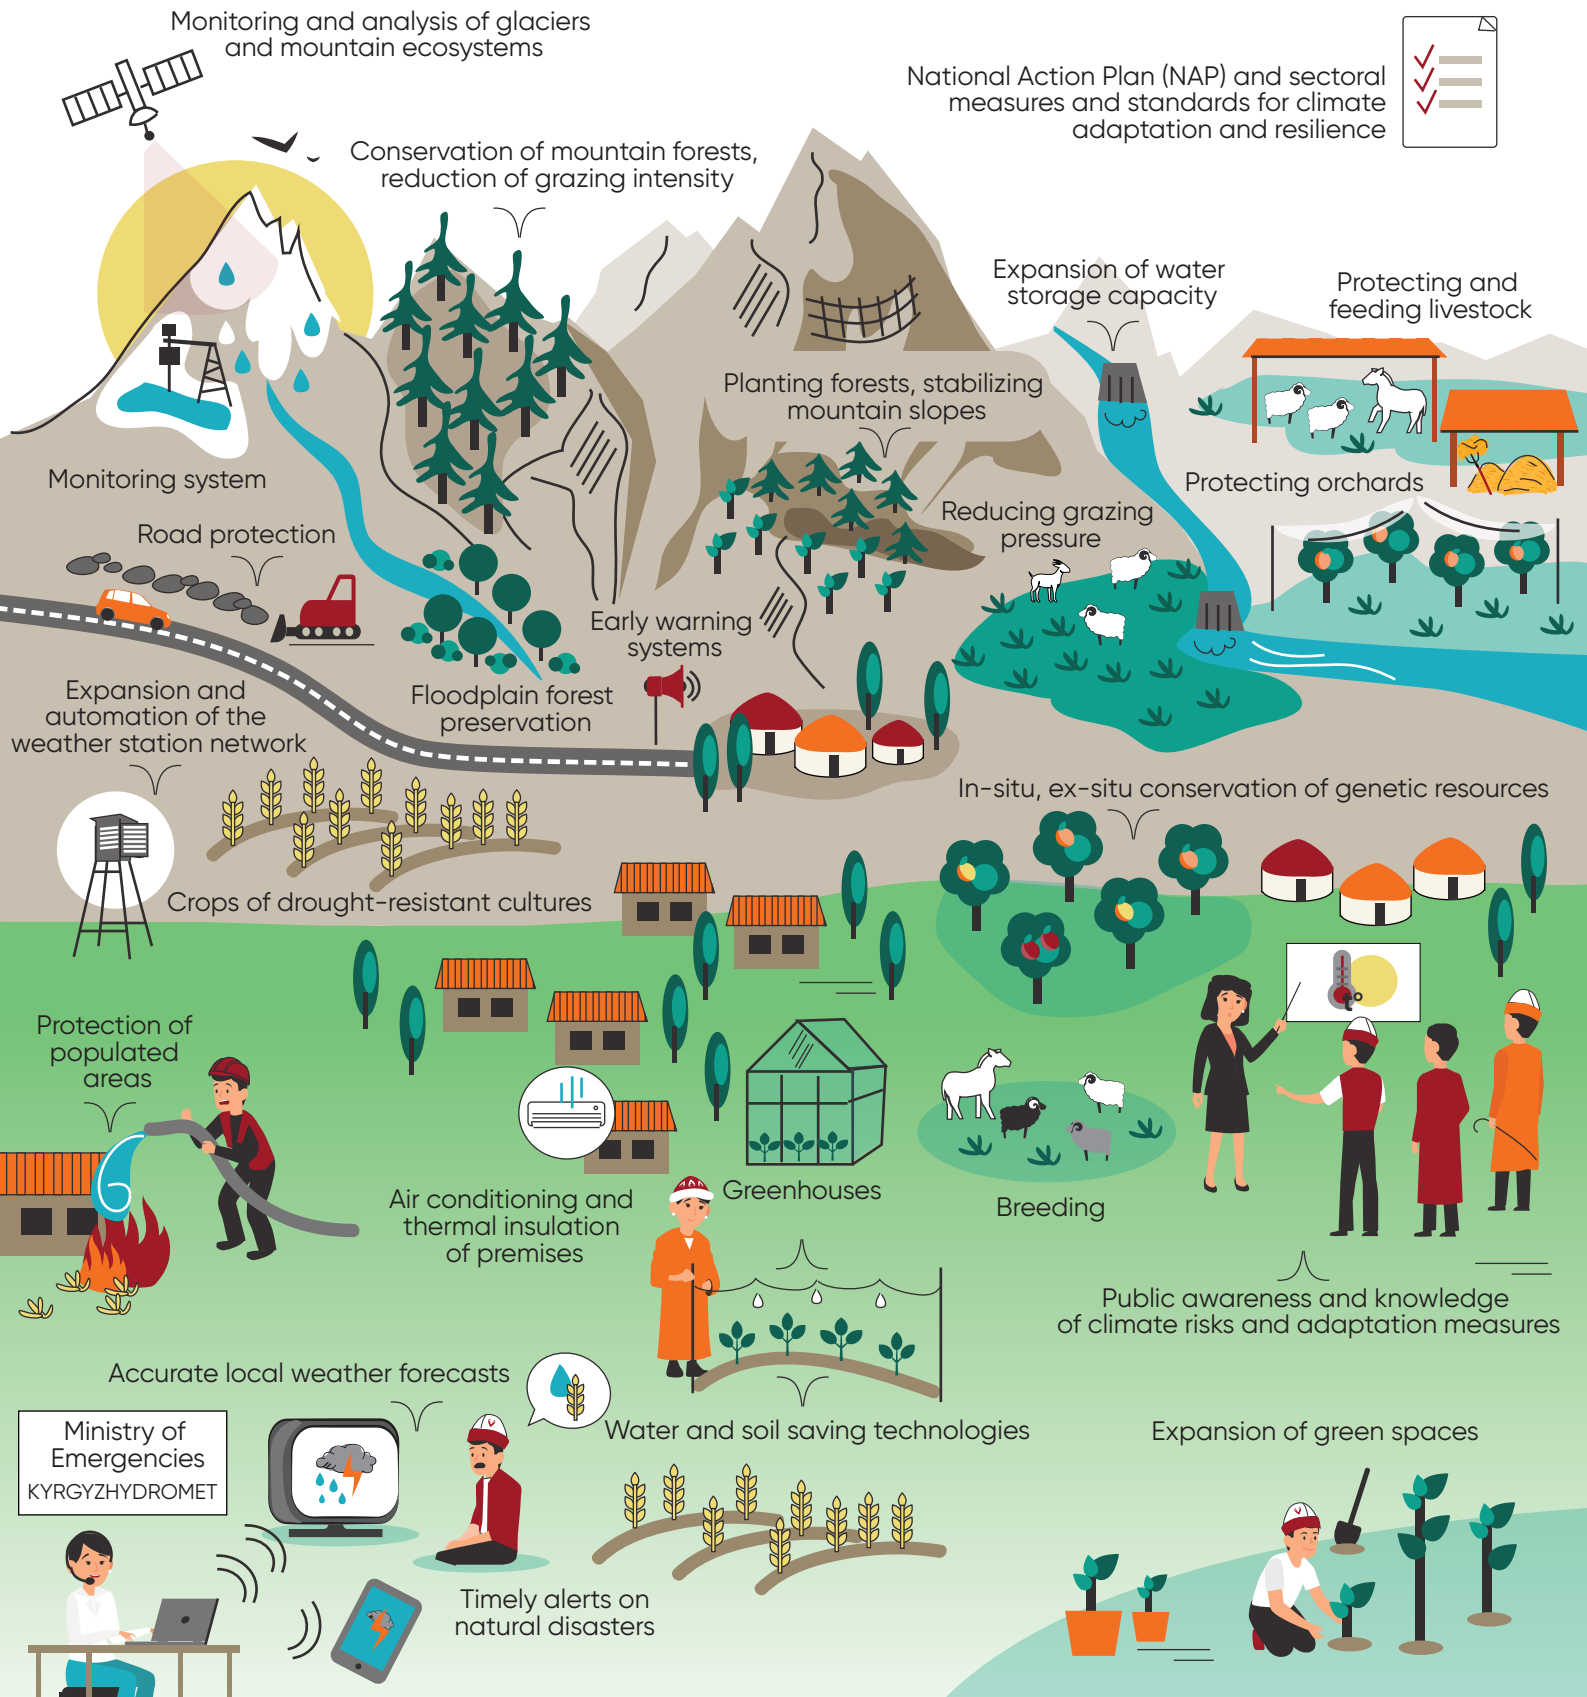 Monitoring and analysis of glaciers
and mountain ecosystems
National Action Plan (NAP) and sectoral
measures and standards for climate
adaptation and resilience
Conservation of mountain forests,
reduction of grazing intensity
Expansion of water
storage capacity
Protecting and
feeding livestock
Planting forests, stabilizing
mountain slopes
Monitoring system
Protecting orchards
Road protection
Reducing grazing
pressure
Early warning
systems
Expansion and
automation of the
weather station network
Floodplain forest
preservation
In-situ, ex-situ conservation of genetic resources
Crops of drought-resistant cultures
t°
Protection of
populated
areas
Air conditioning and
thermal insulation
of premises
Greenhouses
Breeding
Public awareness and knowledge
of climate risks and adaptation measures
Accurate local weather forecasts
Ministry of
Emergencies
KYRGYZHYDROMET
Water and soil saving technologies
Expansion of green spaces
Timely alerts on
natural disasters